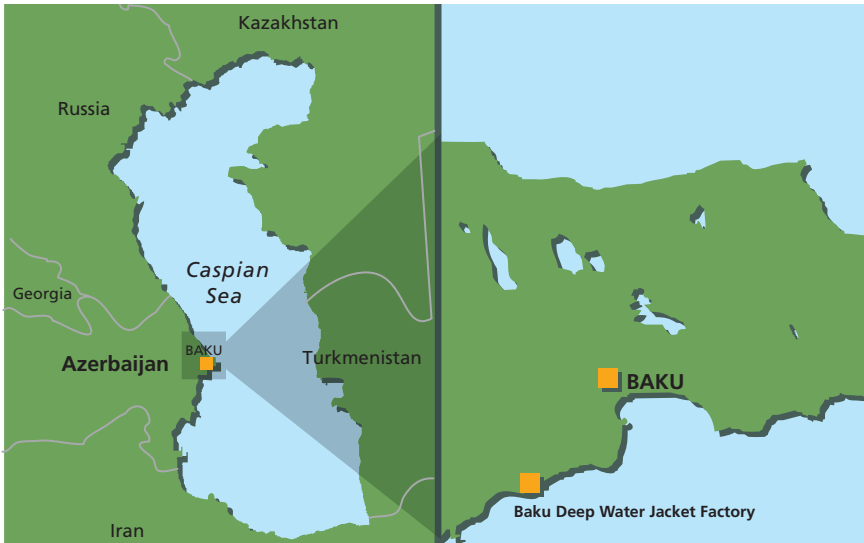 Kazakhstan
Russia
Caspian
Sea
Georgia
BAKU
Azerbaijan
Turkmenistan
Iran
BAKU
Baku Deep Water Jacket Factory